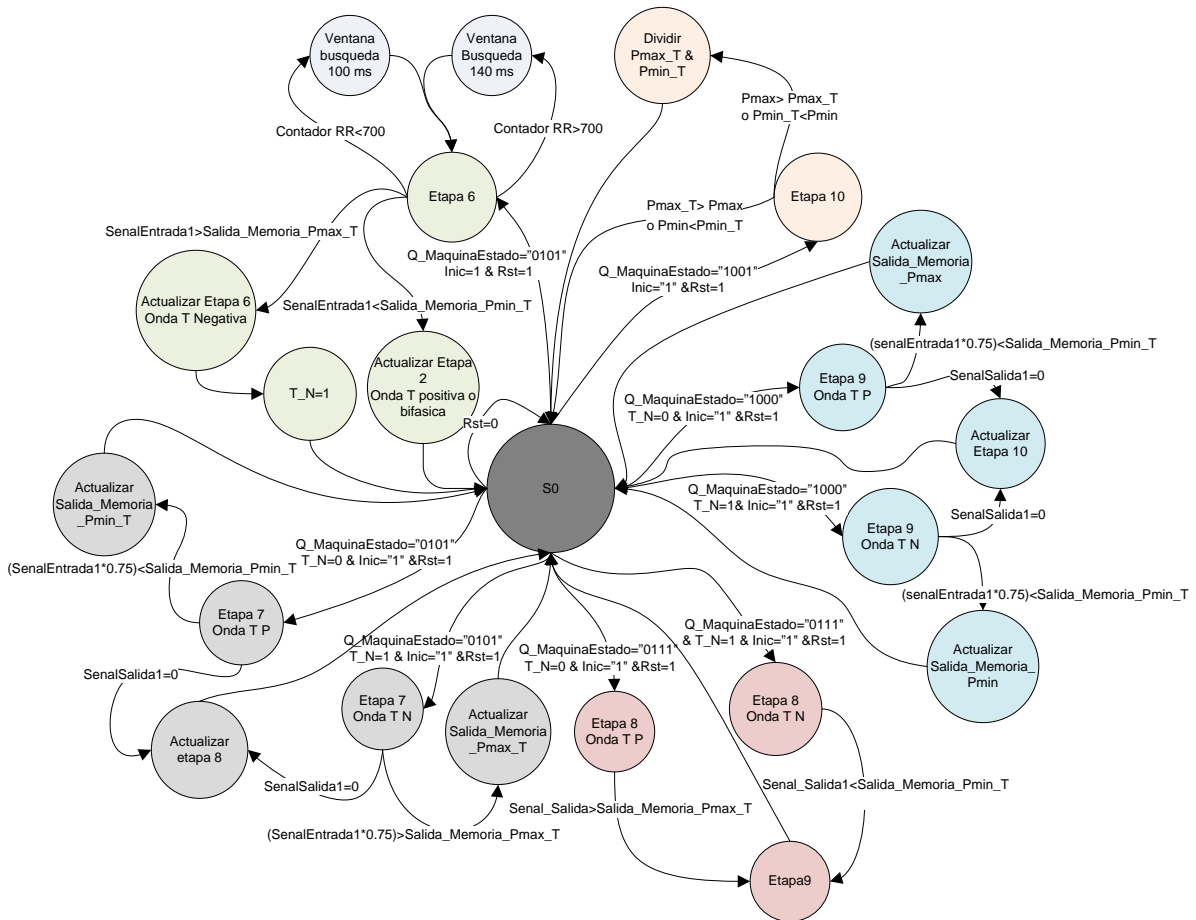 Ventana
busqueda
100 ms
Ventana
Busqueda
140 ms
Dividir
Pmax_T &
Pmin_T
Pmax> Pmax_T
o Pmin_T<Pmin
Contador RR<700
Contador RR>700
Etapa 6
Etapa 10
Pmax_T> Pmax
o Pmin<Pmin_T
SenalEntrada1>Salida_Memoria_Pmax_T
Q_MaquinaEstado="0101"
Inic=1 & Rst=1
Q_MaquinaEstado="1001"
Inic="1" &Rst=1
Actualizar
Salida_Memoria
_Pmax
Actualizar Etapa 6
Onda T Negativa
SenalEntrada1<Salida_Memoria_Pmin_T
(senalEntrada1*0.75)<Salida_Memoria_Pmin_T
Actualizar Etapa
2
Onda T positiva o
bifasica
T_N=1
Etapa 9
Onda T P
SenalSalida1=0
Q_MaquinaEstado="1000"
T_N=0 & Inic="1" &Rst=1
Rst=0
Actualizar
Etapa 10
S0
Actualizar
Salida_Memoria
_Pmin_T
Q_MaquinaEstado="1000"
T_N=1& Inic="1" &Rst=1
SenalSalida1=0
Etapa 9
Onda T N
Q_MaquinaEstado="0101"
T_N=0 & Inic="1" &Rst=1
(SenalEntrada1*0.75)<Salida_Memoria_Pmin_T
(senalEntrada1*0.75)<Salida_Memoria_Pmin_T
Etapa 7
Onda T P
Q_MaquinaEstado="0101"
T_N=1 & Inic="1" &Rst=1
Q_MaquinaEstado="0111"
T_N=0 & Inic="1" &Rst=1
Q_MaquinaEstado="0111"
& T_N=1 & Inic="1" &Rst=1
Actualizar
Salida_Memoria_
Pmin
SenalSalida1=0
Etapa 7
Onda T N
Actualizar
Salida_Memoria
_Pmax_T
Etapa 8
Onda T P
Etapa 8
Onda T N
Actualizar
etapa 8
SenalSalida1=0
Senal_Salida>Salida_Memoria_Pmax_T
Senal_Salida1<Salida_Memoria_Pmin_T
(SenalEntrada1*0.75)>Salida_Memoria_Pmax_T
Etapa9